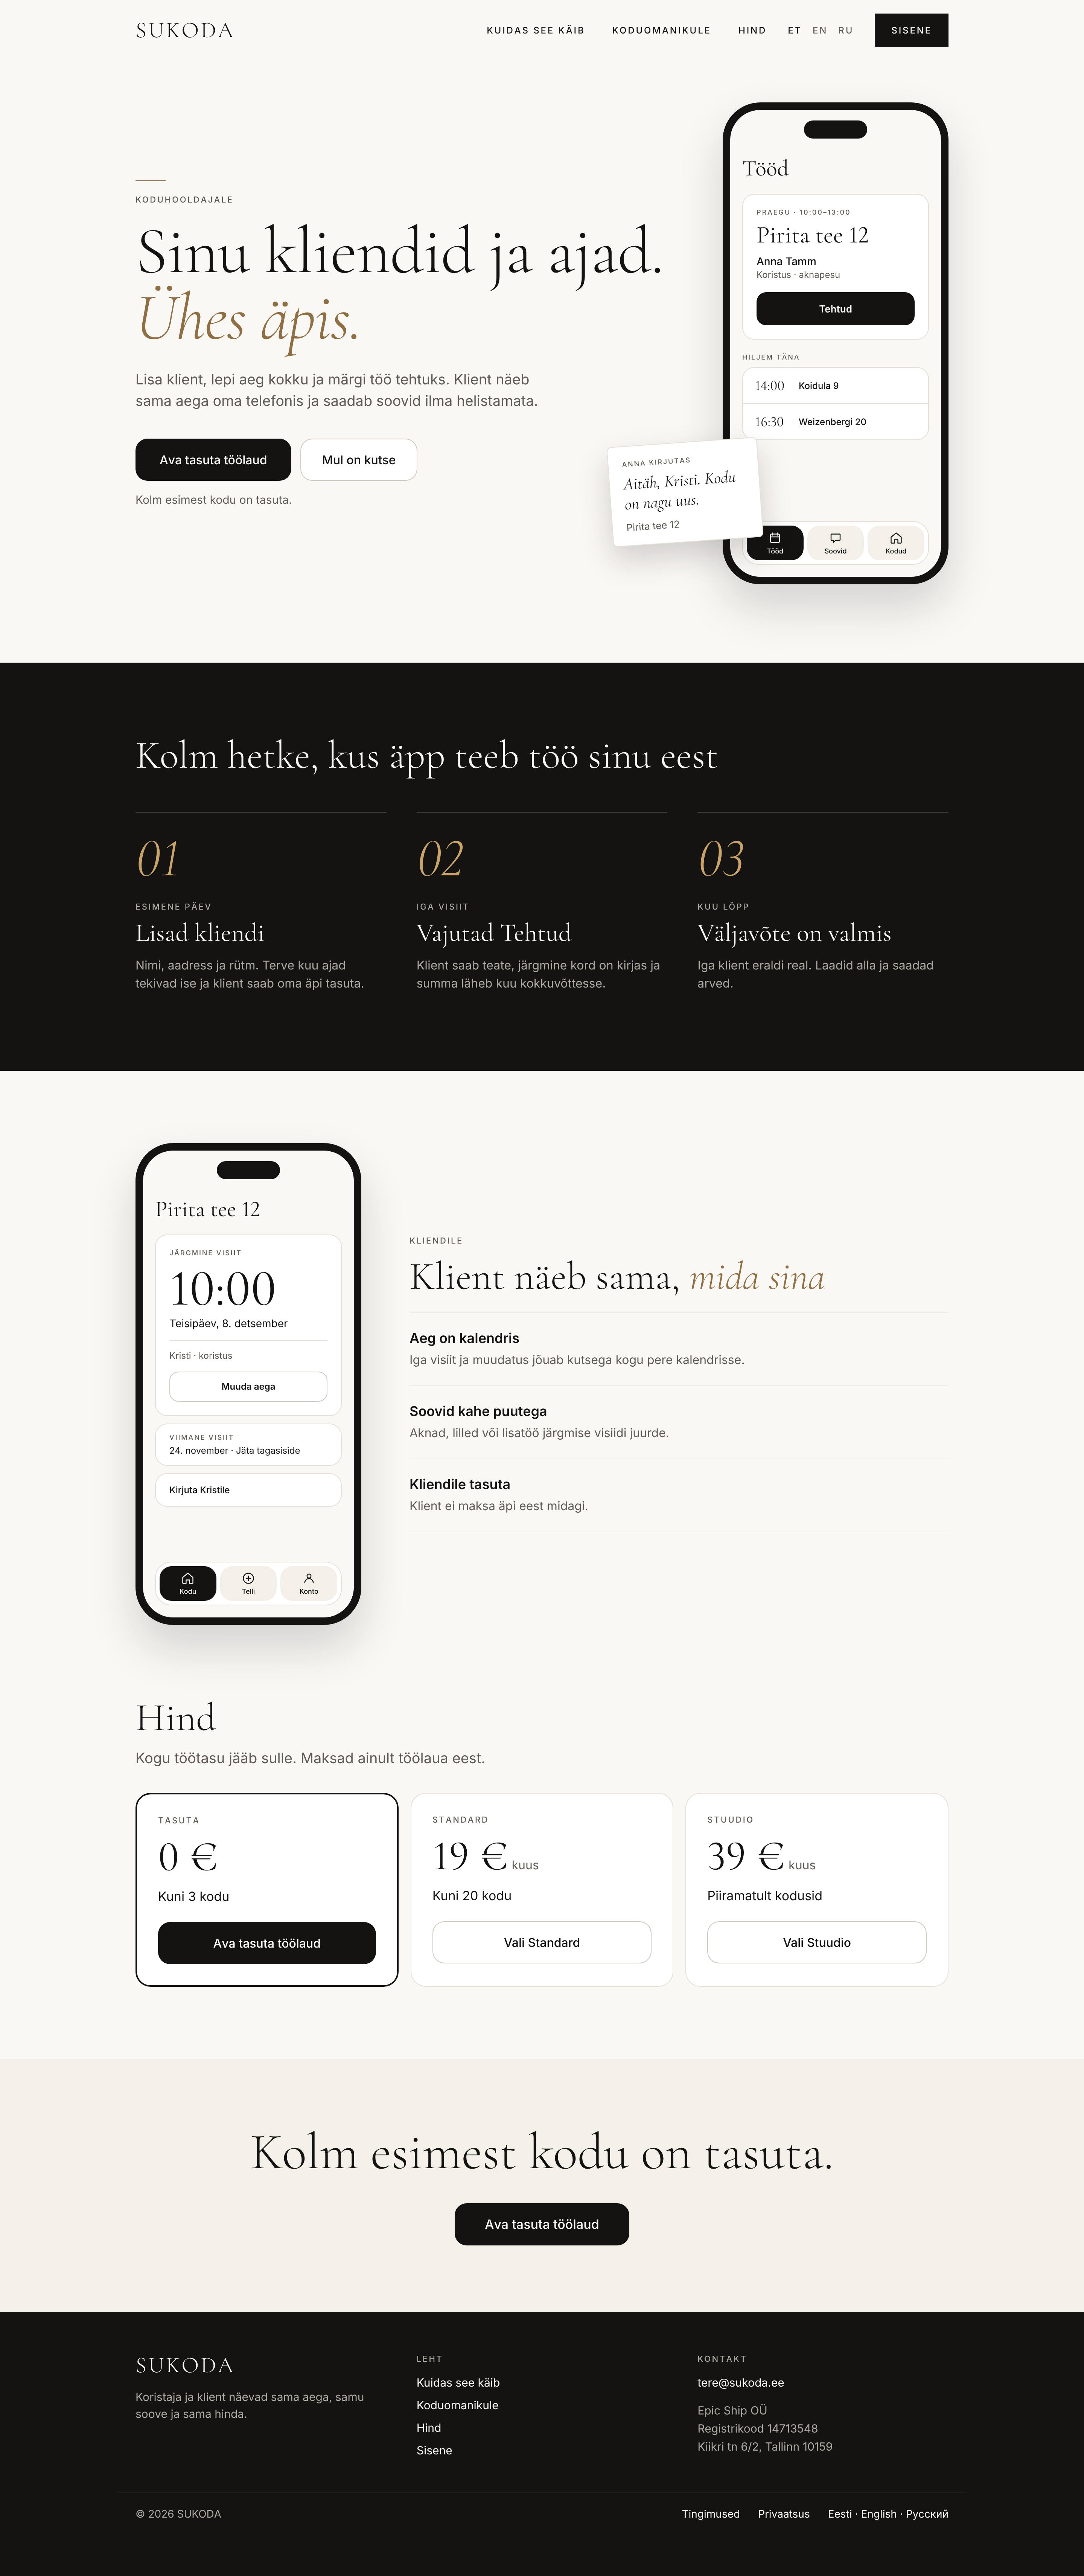 SUKODA
KUIDAS SEE KÄIB
KODUOMANIKULE
HIND
ET EN RU
SISENE
KODUHOOLDAJALE
Sinu kliendid ja ajad.
Ühes äpis.
Lisa klient, lepi aeg kokku ja märgi töö tehtuks. Klient näeb
sama aega oma telefonis ja saadab soovid ilma helistamata.
Ava tasuta töölaud
Mul on kutse
Kolm esimest kodu on tasuta.
Tööd
PRAEGU · 10:00–13:00
Pirita tee 12
Anna Tamm
Koristus · aknapesu
Tehtud
HILJEM TÄNA
14:00 Koidula 9
16:30 Weizenbergi 20
ANNA KIRJUTAS
Aitäh, Kristi. Kodu
on nagu uus.
Pirita tee 12
Tööd
Soovid
Kodud
Kolm hetke, kus äpp teeb töö sinu eest
01
ESIMENE PÄEV
Lisad kliendi
Nimi, aadress ja rütm. Terve kuu ajad
tekivad ise ja klient saab oma äpi tasuta.
02
IGA VISIIT
Vajutad Tehtud
Klient saab teate, järgmine kord on kirjas ja
summa läheb kuu kokkuvõttesse.
03
KUU LÕPP
Väljavõte on valmis
Iga klient eraldi real. Laadid alla ja saadad
arved.
Pirita tee 12
JÄRGMINE VISIIT
10:00
Teisipäev, 8. detsember
Kristi · koristus
Muuda aega
VIIMANE VISIIT
24. november · Jäta tagasiside
Kirjuta Kristile
Kodu
Telli
Konto
KLIENDILE
Klient näeb sama, mida sina
Aeg on kalendris
Iga visiit ja muudatus jõuab kutsega kogu pere kalendrisse.
Soovid kahe puutega
Aknad, lilled või lisatöö järgmise visiidi juurde.
Kliendile tasuta
Klient ei maksa äpi eest midagi.
Hind
Kogu töötasu jääb sulle. Maksad ainult töölaua eest.
TASUTA
0 €
Kuni 3 kodu
Ava tasuta töölaud
STANDARD
19 € kuus
Kuni 20 kodu
Vali Standard
STUUDIO
39 € kuus
Piiramatult kodusid
Vali Stuudio
Kolm esimest kodu on tasuta.
Ava tasuta töölaud
SUKODA
Koristaja ja klient näevad sama aega, samu
soove ja sama hinda.
LEHT
Kuidas see käib
Koduomanikule
Hind
Sisene
KONTAKT
tere@sukoda.ee
Epic Ship OÜ
Registrikood 14713548
Kiikri tn 6/2, Tallinn 10159
© 2026 SUKODA
Tingimused
Privaatsus
Eesti · English · Русский